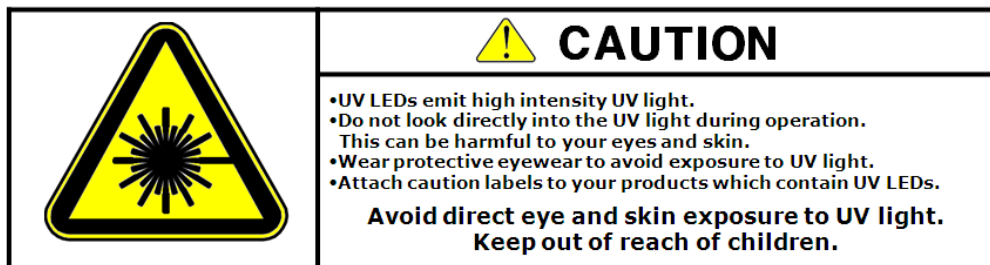 CAUTION
•UV LEDs emit high intensity UV light.
•Do not look directly into the UV light during operation.
This can be harmful to your eyes and skin.
•Wear protective eyewear to avoid exposure to UV light.
•Attach caution labels to your products which contain UV LEDs.
Avoid direct eye and skin exposure to UV light.
Keep out of reach of children.